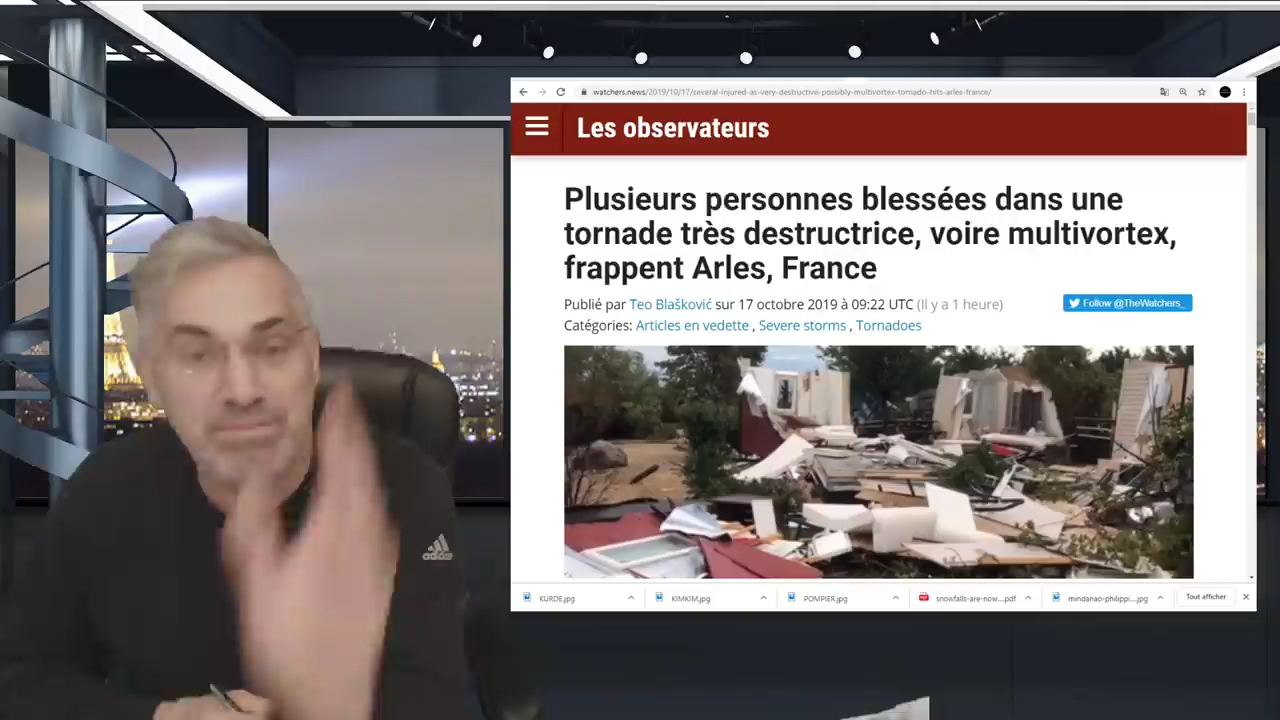 watchers.news/2019/10/17/several-injured-as-very-destructive-possibly-multivortex-tornado-hits-arles-france/
Les observateurs
Plusieurs personnes blessées dans une
tornade très destructrice, voire multivortex,
frappent Arles, France
Publié par Teo Blašković sur 17 octobre 2019 à 09:22 UTC (Il y a 1 heure)
Follow @TheWatchers_
Catégories: Articles en vedette , Severe storms , Tornadoes
adidas
KURDE.jpg
KIMKIM.jpg
POMPIER.jpg
snowfalls-are-now....pdf
mindanao-philippi....jpg
Tout afficher